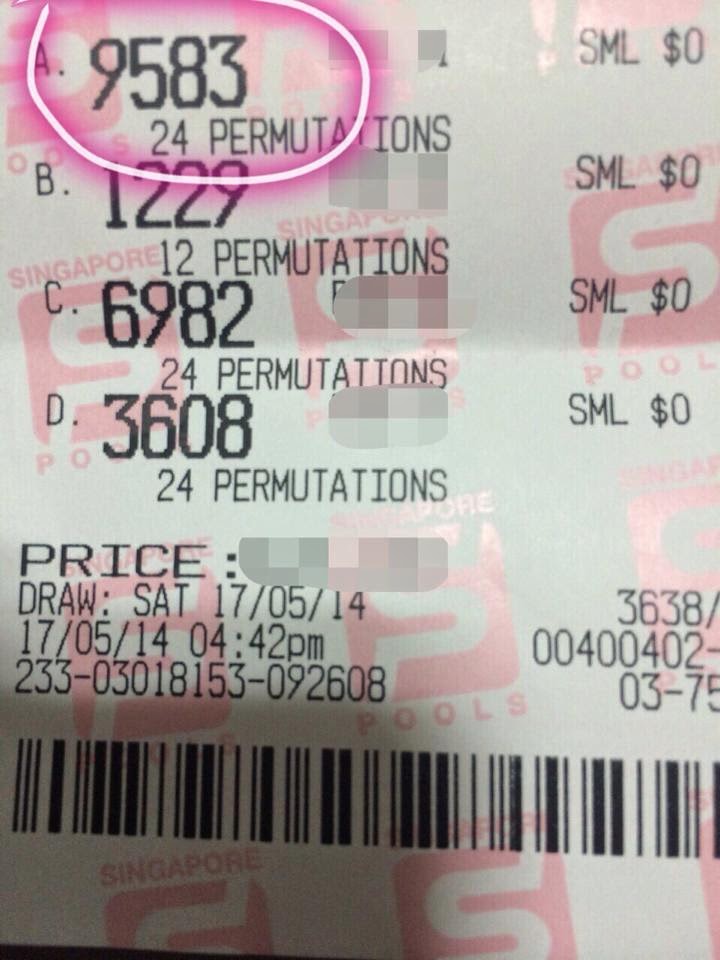 A. 9583 SML $0
24 PERMUTATIONS
B. 1229 SML $0
12 PERMUTATIONS
C. 6982 SML $0
24 PERMUTATIONS
D. 3608 SML $0
24 PERMUTATIONS
PRICE:
DRAW: SAT 17/05/14 3638/
17/05/14 04:42pm 00400402-
233-03018153-092608 03-75
SINGAPORE
POOLS